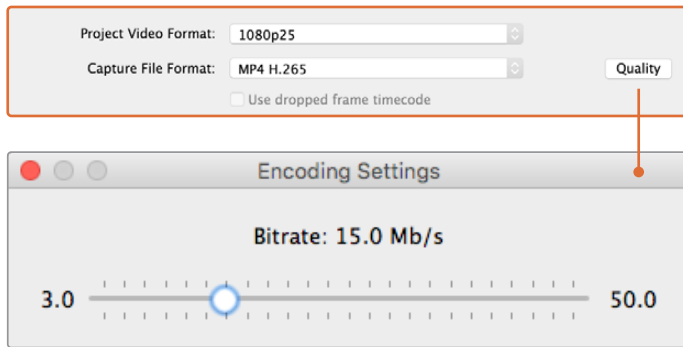 Project Video Format: 1080p25
Capture File Format: MP4 H.265 Quality
Use dropped frame timecode
Encoding Settings
Bitrate: 15.0 Mb/s
3.0 50.0